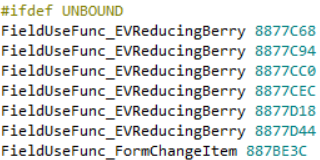 #ifdef UNBOUND
FieldUseFunc_EVReducingBerry 8877C68
FieldUseFunc_EVReducingBerry 8877C94
FieldUseFunc_EVReducingBerry 8877CC0
FieldUseFunc_EVReducingBerry 8877CEC
FieldUseFunc_EVReducingBerry 8877D18
FieldUseFunc_EVReducingBerry 8877D44
FieldUseFunc_FormChangeItem 887BE3C